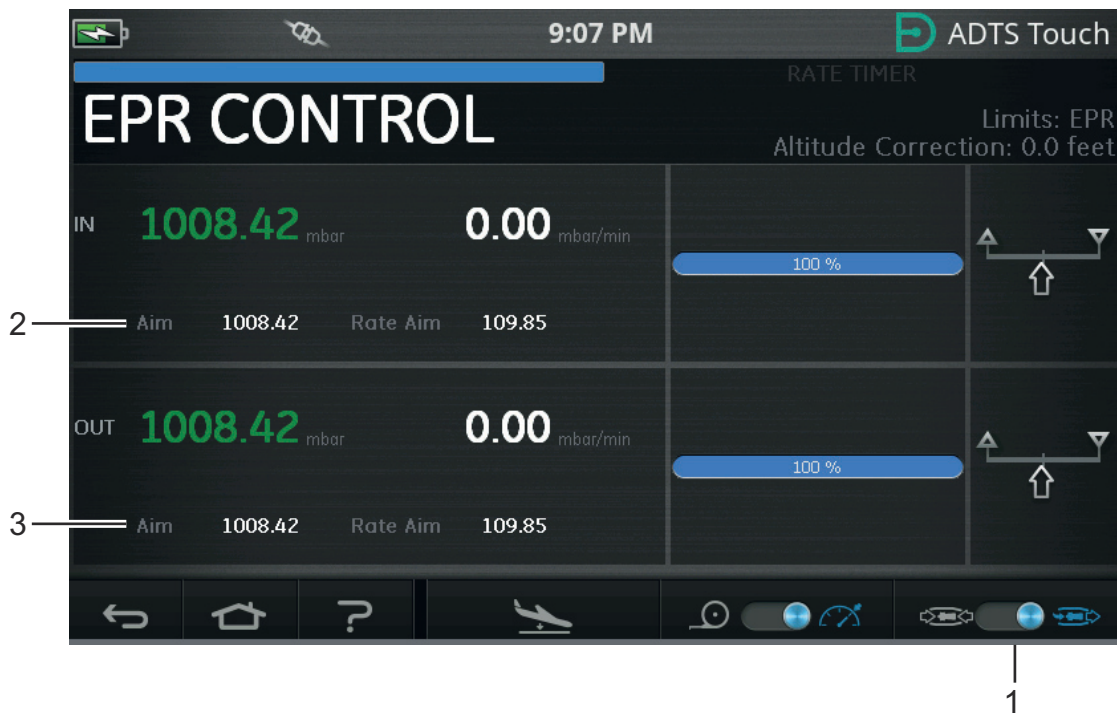 9:07 PM ADTS Touch
RATE TIMER
EPR CONTROL
Limits: EPR
Altitude Correction: 0.0 feet
IN 1008.42 mbar 0.00 mbar/min
100 %
2 Aim 1008.42 Rate Aim 109.85
OUT 1008.42 mbar 0.00 mbar/min
100 %
3 Aim 1008.42 Rate Aim 109.85
?
1